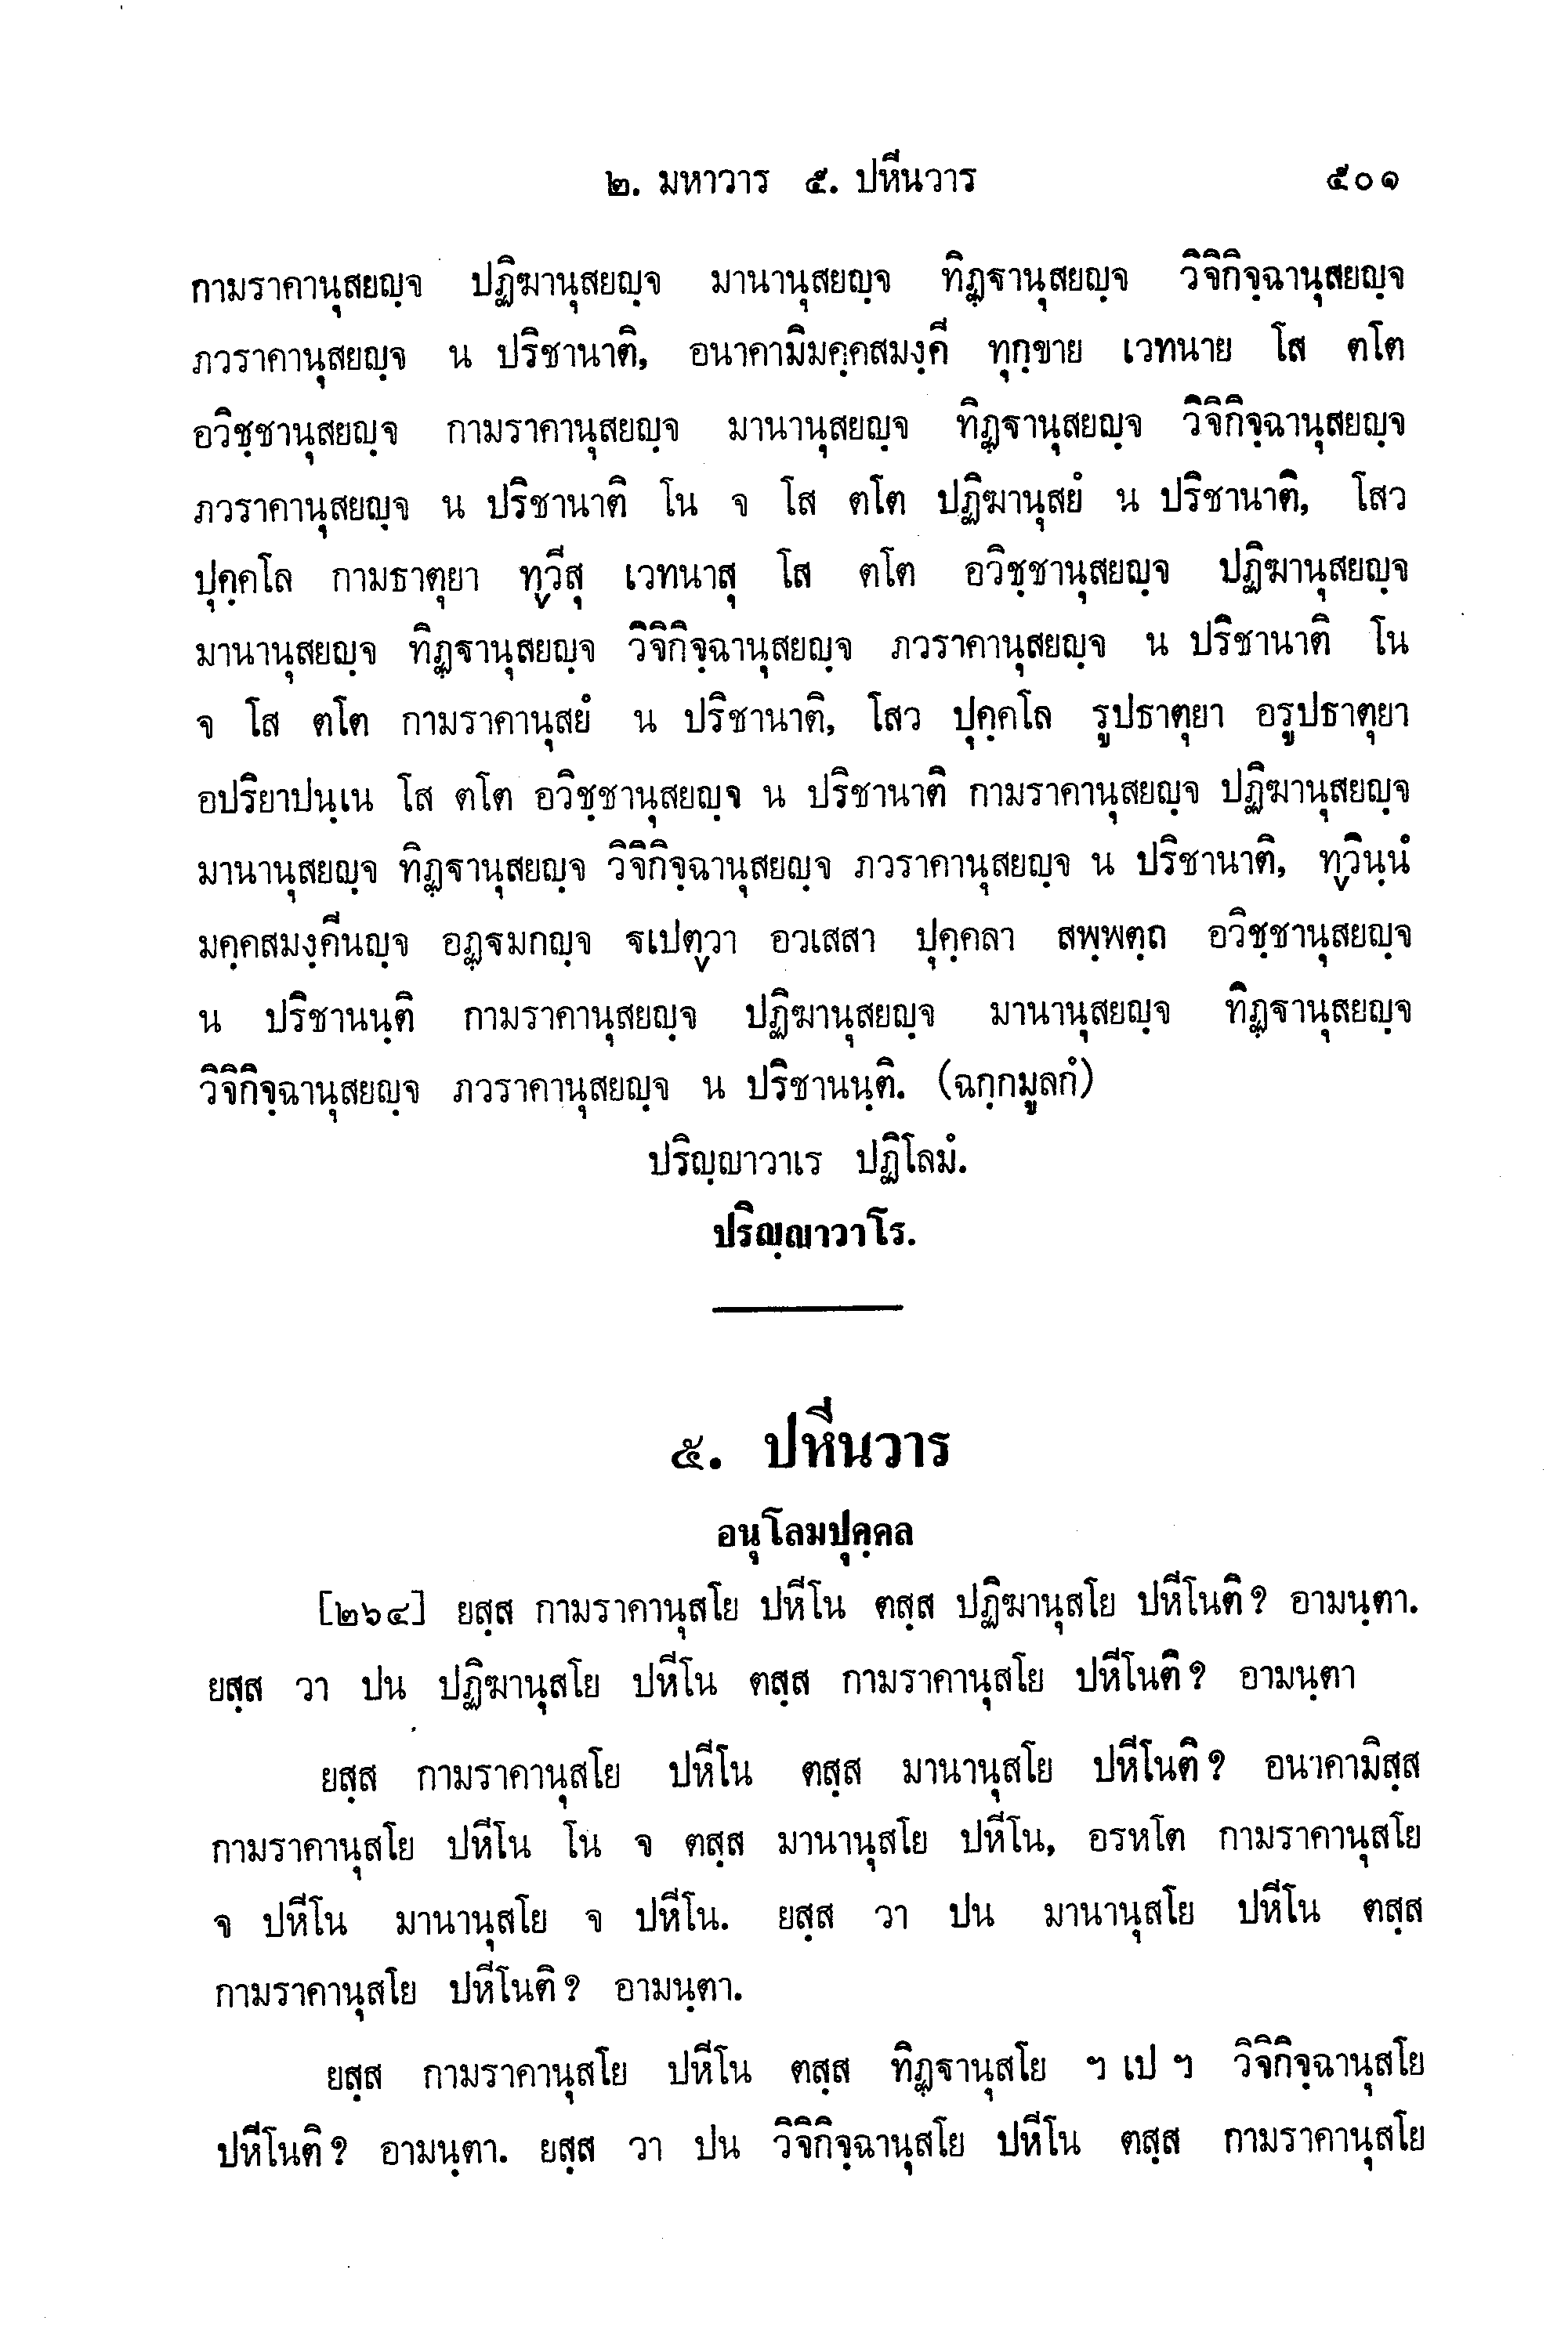 ๒. มหาวาร ๕. ปหีนวาร ๕๐๑
กามราคานุสยญฺจ ปฏิฆานุสยญฺจ มานานุสยญฺจ ทิฏฺฐานุสยญฺจ วิจิกิจฺฉานุสยญฺจ
ภวราคานุสยญฺจ น ปริชานาติ, อนาคามิมคฺคสมงฺคี ทุกฺขาย เวทนาย โส ตโต
อวิชฺชานุสยญฺจ กามราคานุสยญฺจ มานานุสยญฺจ ทิฏฺฐานุสยญฺจ วิจิกิจฺฉานุสยญฺจ
ภวราคานุสยญฺจ น ปริชานาติ โน จ โส ตโต ปฏิฆานุสยํ น ปริชานาติ, โสว
ปุคฺคโล กามธาตุยา ทฺวีสุ เวทนาสุ โส ตโต อวิชฺชานุสยญฺจ ปฏิฆานุสยญฺจ
มานานุสยญฺจ ทิฏฺฐานุสยญฺจ วิจิกิจฺฉานุสยญฺจ ภวราคานุสยญฺจ น ปริชานาติ โน
จ โส ตโต กามราคานุสยํ น ปริชานาติ, โสว ปุคฺคโล รูปธาตุยา อรูปธาตุยา
อปริยาปนฺเน โส ตโต อวิชฺชานุสยญฺจ น ปริชานาติ กามราคานุสยญฺจ ปฏิฆานุสยญฺจ
มานานุสยญฺจ ทิฏฺฐานุสยญฺจ วิจิกิจฺฉานุสยญฺจ ภวราคานุสยญฺจ น ปริชานาติ, ทฺวินฺนํ
มคฺคสมงฺคีนญฺจ อฏฺฐมกญฺจ ฐเปตฺวา อวเสสา ปุคฺคลา สพฺพตฺถ อวิชฺชานุสยญฺจ
น ปริชานนฺติ กามราคานุสยญฺจ ปฏิฆานุสยญฺจ มานานุสยญฺจ ทิฏฺฐานุสยญฺจ
วิจิกิจฺฉานุสยญฺจ ภวราคานุสยญฺจ น ปริชานนฺติ. (ฉกฺกมูลกํ)
ปริญฺญาวาเร ปฏิโลมํ.
ปริญฺญาวาโร.
๕. ปหีนวาร
อนุโลมปุคฺคล
[๒๖๔] ยสฺส กามราคานุสโย ปหีโน ตสฺส ปฏิฆานุสโย ปหีโนติ? อามนฺตา.
ยสฺส วา ปน ปฏิฆานุสโย ปหีโน ตสฺส กามราคานุสโย ปหีโนติ? อามนฺตา
ยสฺส กามราคานุสโย ปหีโน ตสฺส มานานุสโย ปหีโนติ? อนาคามิสฺส
กามราคานุสโย ปหีโน โน จ ตสฺส มานานุสโย ปหีโน, อรหโต กามราคานุสโย
จ ปหีโน มานานุสโย จ ปหีโน. ยสฺส วา ปน มานานุสโย ปหีโน ตสฺส
กามราคานุสโย ปหีโนติ? อามนฺตา.
ยสฺส กามราคานุสโย ปหีโน ตสฺส ทิฏฺฐานุสโย ฯ เป ฯ วิจิกิจฺฉานุสโย
ปหีโนติ? อามนฺตา. ยสฺส วา ปน วิจิกิจฺฉานุสโย ปหีโน ตสฺส กามราคานุสโย